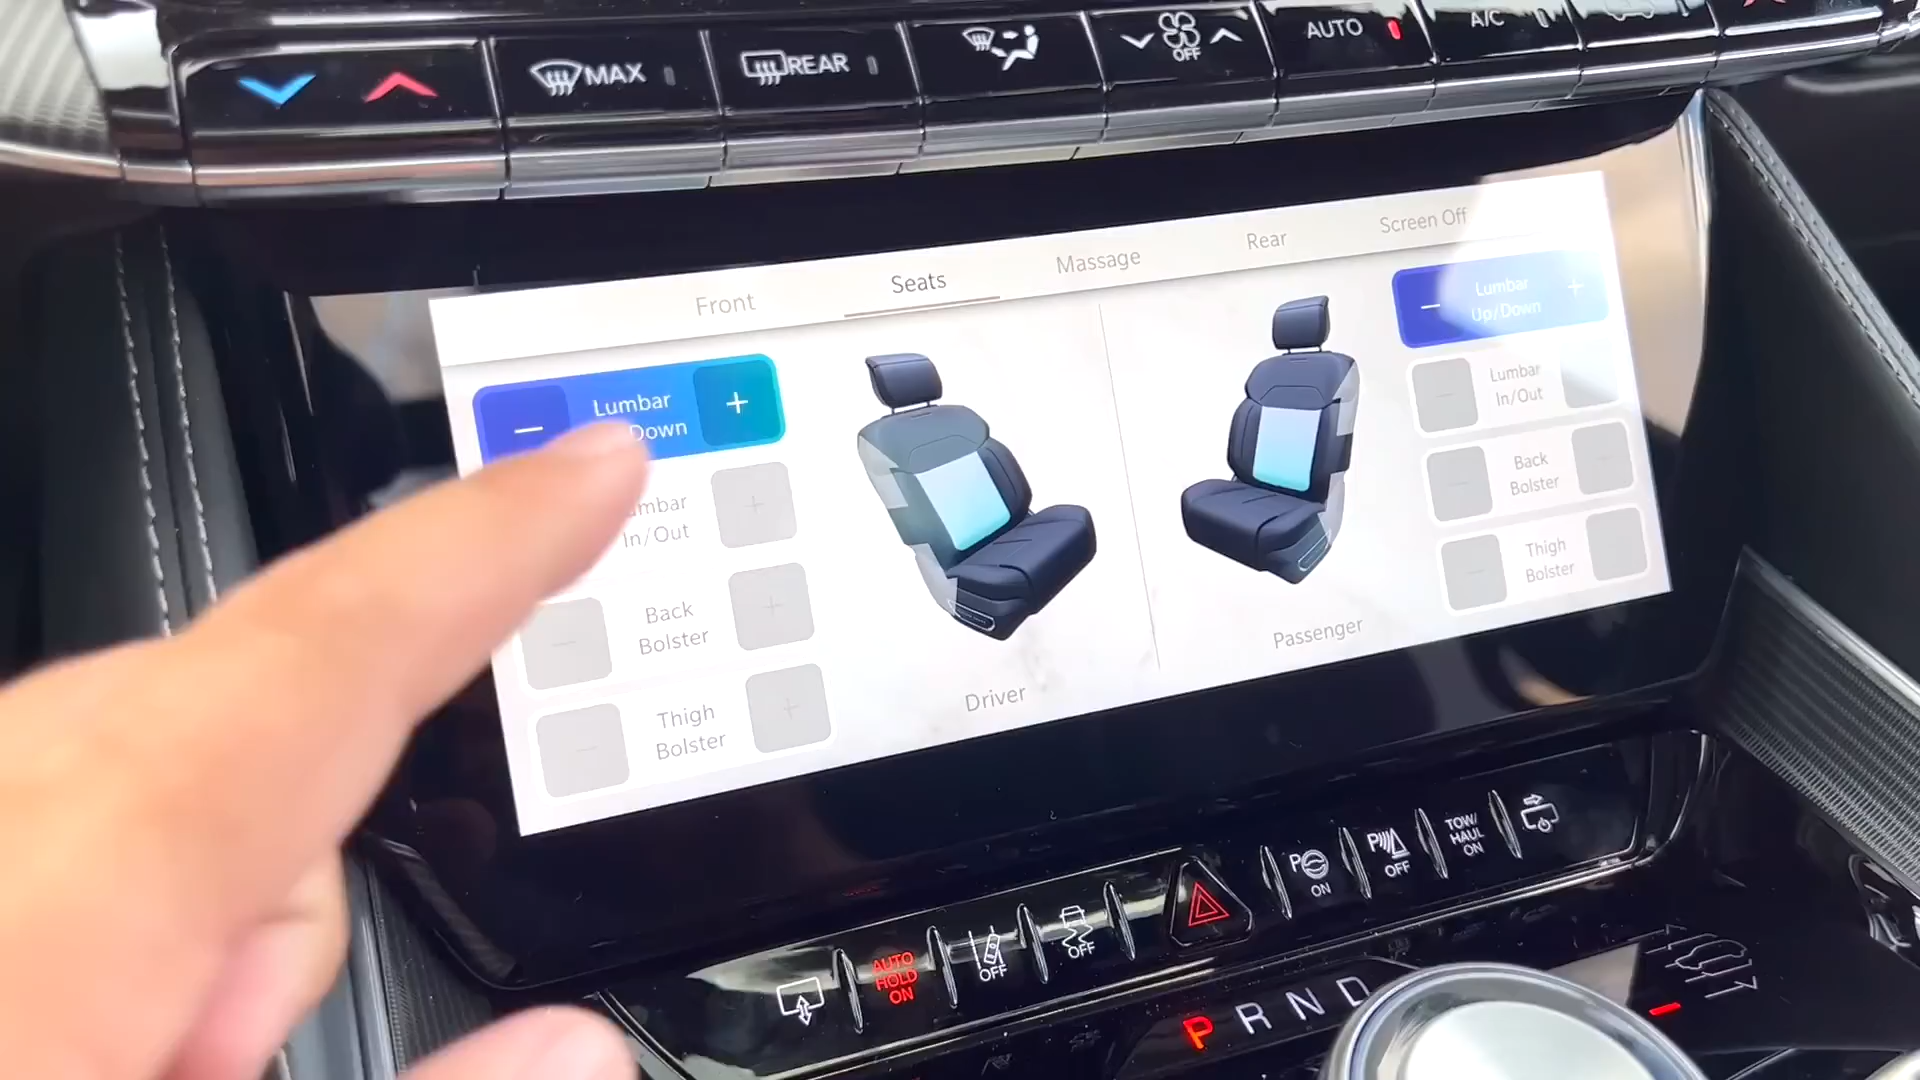 MAX
REAR
OFF
AUTO
A/C
Front
Seats
Massage
Rear
Screen Off
Lumbar
Down
In/Out
Back
Bolster
Thigh
Bolster
Driver
Passenger
Lumbar
Up/Down
Lumbar
In/Out
Back
Bolster
Thigh
Bolster
AUTO
HOLD
ON
OFF
OFF
P
ON
P
OFF
TOW/
HAUL
ON
P R N D